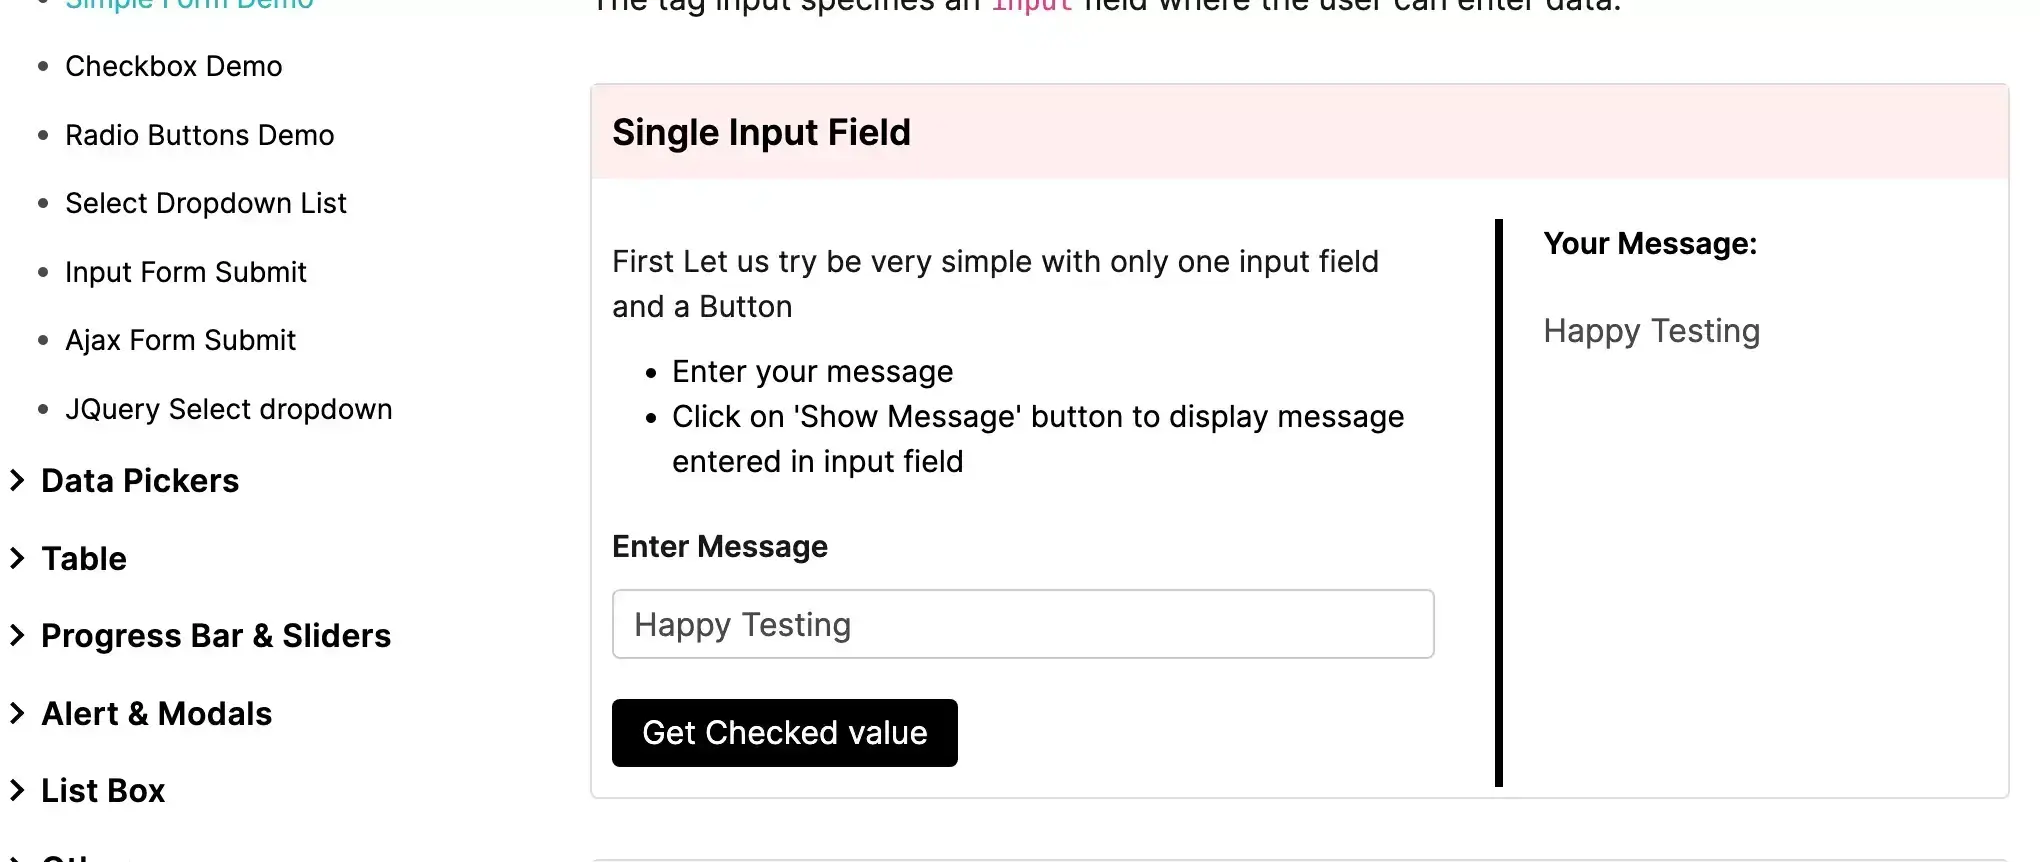 Simple Form Demo
Checkbox Demo
Radio Buttons Demo
Select Dropdown List
Input Form Submit
Ajax Form Submit
JQuery Select dropdown
Data Pickers
Table
Progress Bar & Sliders
Alert & Modals
List Box
The tag input specifies an input field where the user can enter data.
Single Input Field
First Let us try be very simple with only one input field
and a Button
Enter your message
Click on 'Show Message' button to display message
entered in input field
Enter Message
Happy Testing
Get Checked value
Your Message:
Happy Testing